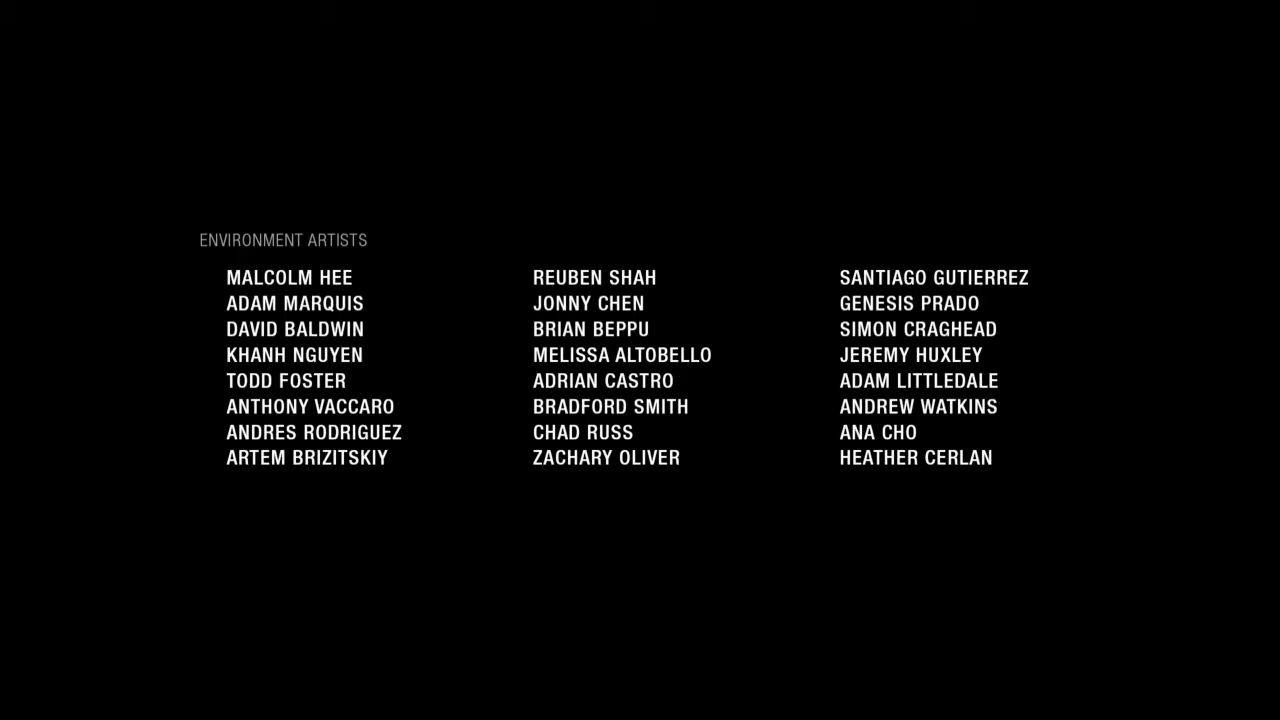 ENVIRONMENT ARTISTS
MALCOLM HEE
ADAM MARQUIS
DAVID BALDWIN
KHANH NGUYEN
TODD FOSTER
ANTHONY VACCARO
ANDRES RODRIGUEZ
ARTEM BRIZITSKIY
REUBEN SHAH
JONNY CHEN
BRIAN BEPPU
MELISSA ALTOBELLO
ADRIAN CASTRO
BRADFORD SMITH
CHAD RUSS
ZACHARY OLIVER
SANTIAGO GUTIERREZ
GENESIS PRADO
SIMON CRAGHEAD
JEREMY HUXLEY
ADAM LITTLEDALE
ANDREW WATKINS
ANA CHO
HEATHER CERLAN